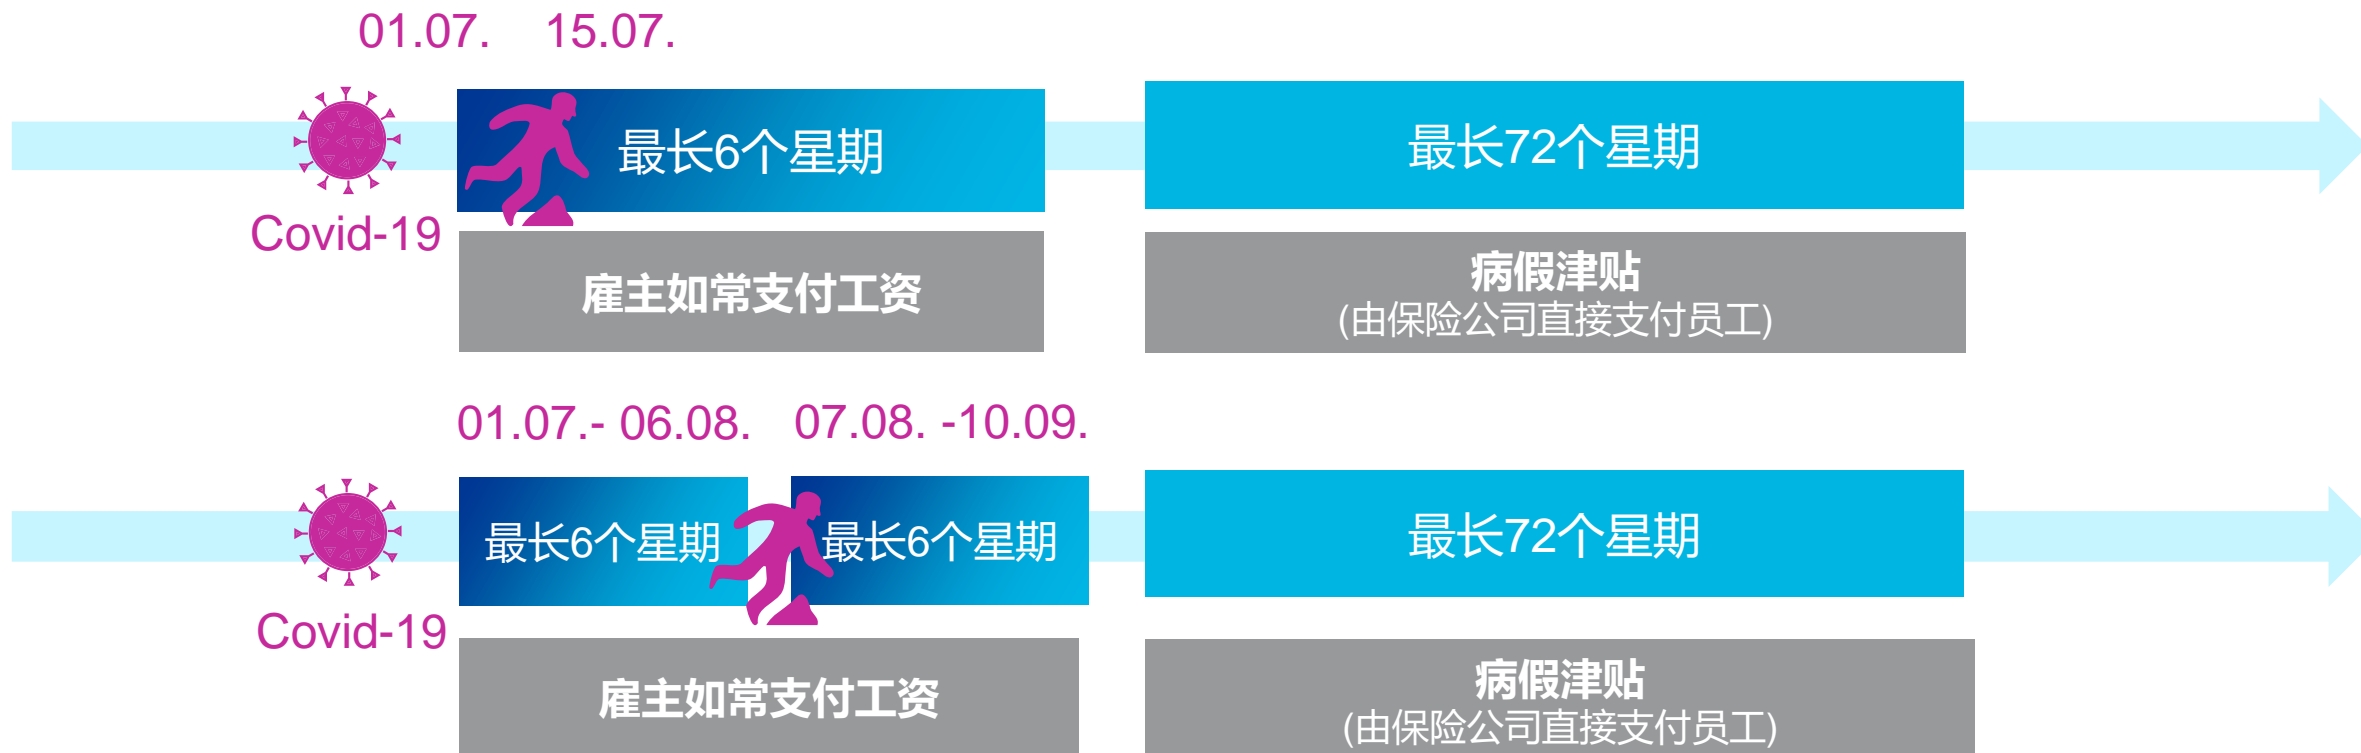 01.07. 15.07.
最长6个星期
最长72个星期
Covid-19
雇主如常支付工资
病假津贴
(由保险公司直接支付员工)
01.07.- 06.08. 07.08. -10.09.
最长6个星期
最长6个星期
最长72个星期
Covid-19
雇主如常支付工资
病假津贴
(由保险公司直接支付员工)